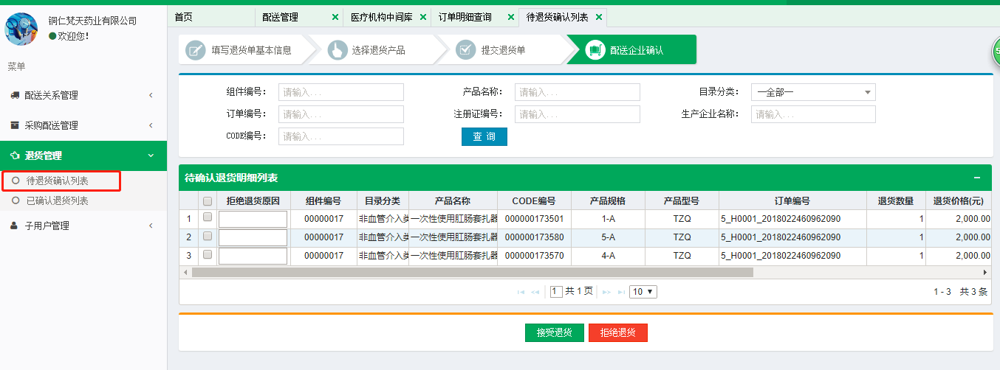 铜仁梵天药业有限公司
欢迎您!
菜单
配送关系管理
采购配送管理
退货管理
待退货确认列表
已确认退货列表
子用户管理
首页 配送管理 医疗机构中间库 订单明细查询 待退货确认列表
填写退货单基本信息 选择退货产品 提交退货单 配送企业确认
组件编号: 请输入... 产品名称: 请输入... 目录分类: —全部—
订单编号: 请输入... 注册证编号: 请输入... 生产企业名称: 请输入...
CODE编号: 请输入... 查 询
待确认退货明细列表
拒绝退货原因 组件编号 目录分类 产品名称 CODE编号 产品规格 产品型号 订单编号 退货数量 退货价格(元)
1 00000017 非血管介入类 一次性使用肛肠套扎器 000000173501 1-A TZQ 5_H0001_2018022460962090 1 2,000.00
2 00000017 非血管介入类 一次性使用肛肠套扎器 000000173580 5-A TZQ 5_H0001_2018022460962090 1 2,000.00
3 00000017 非血管介入类 一次性使用肛肠套扎器 000000173570 4-A TZQ 5_H0001_2018022460962090 1 2,000.00
1 共 1 页 10 1 - 3 共 3 条
接受退货 拒绝退货